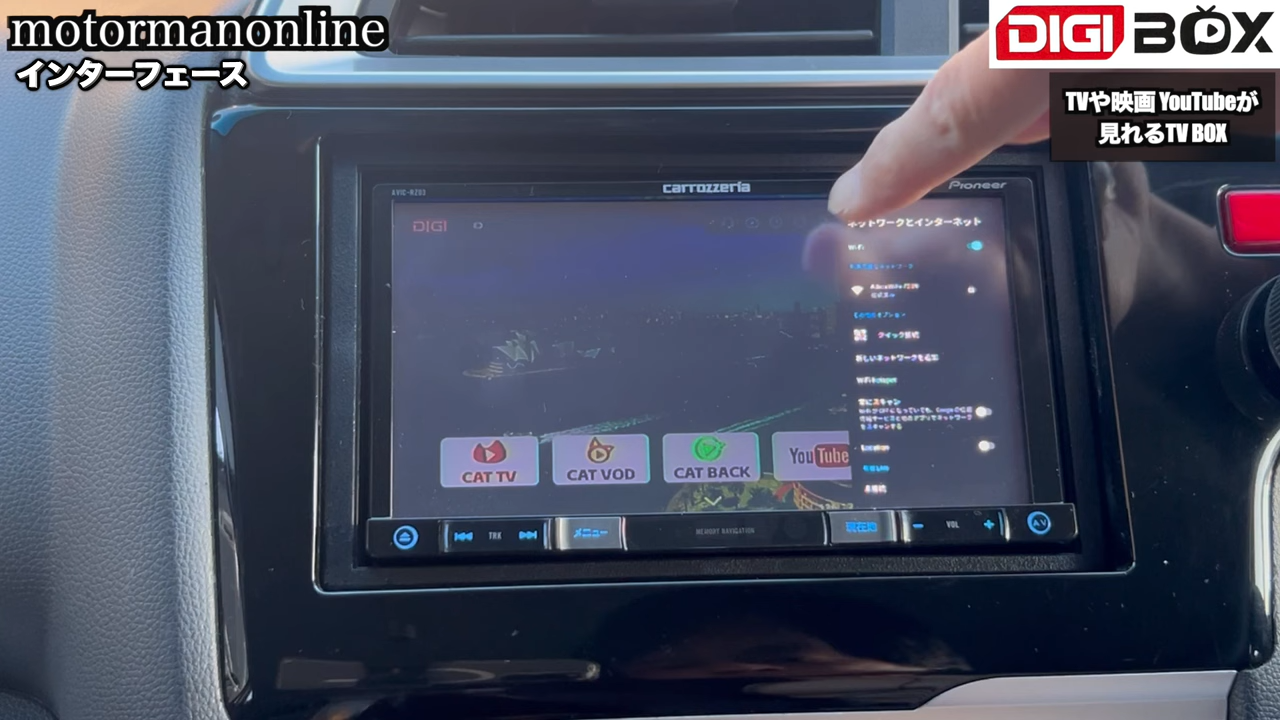 motormanonline
インターフェース
DIGI BOX
TVや映画 YouTubeが
見れるTV BOX
AVIC-RZ03
carrozzeria
Pioneer
DIGI
ネットワークとインターネット
Wi-Fi
クイック接続
新しいネットワークを追加
常にスキャン
Location
CAT TV
CAT VOD
CAT BACK
YouTube
TRK
メニュー
MEMORY NAVIGATION
現在地
VOL
AV